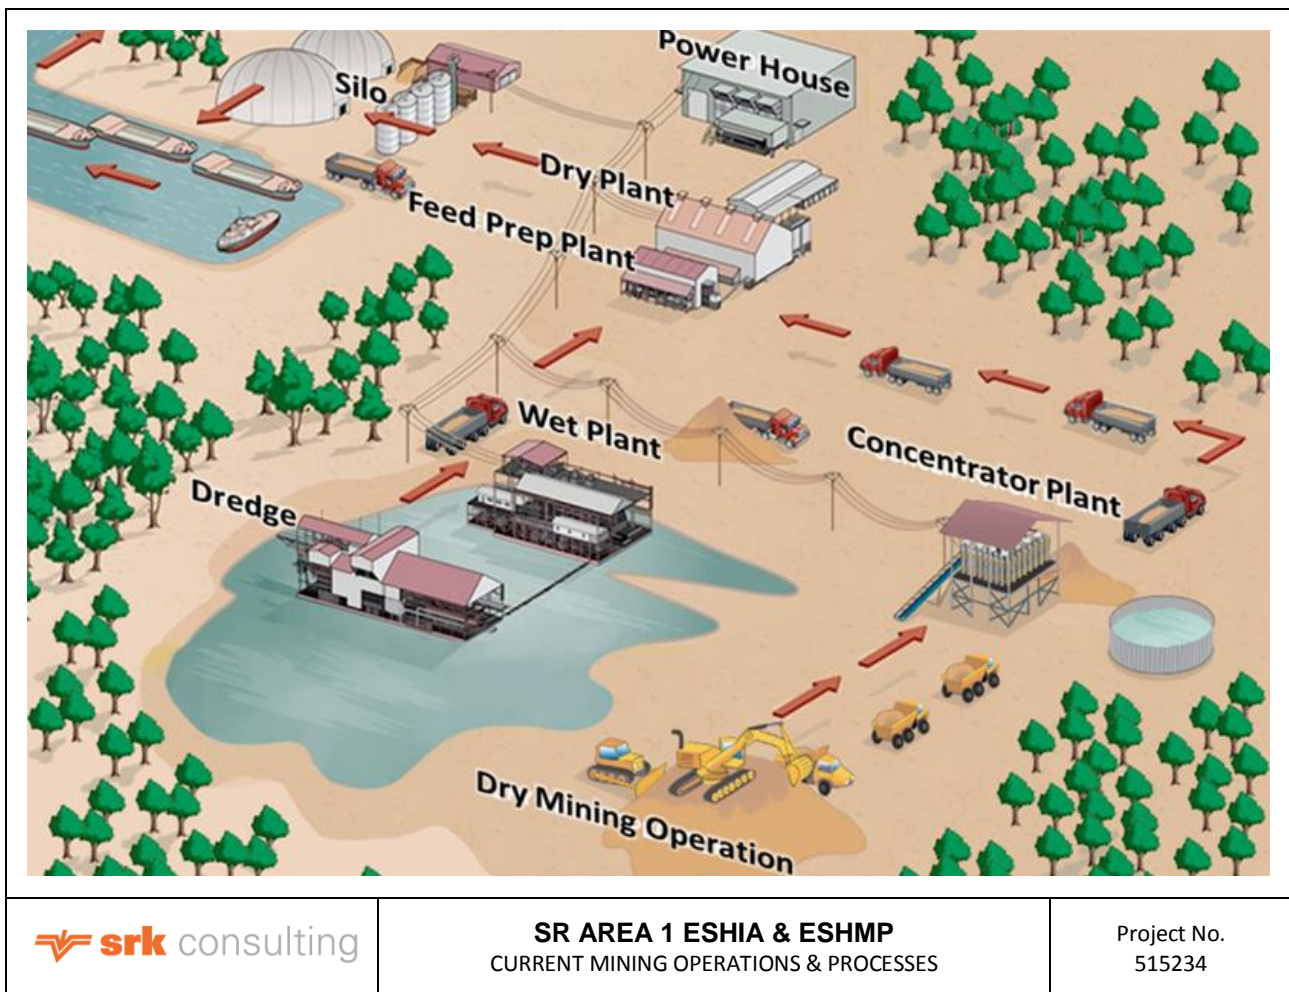 Power House
Silo
Dry Plant
Feed Prep Plant
Wet Plant
Concentrator Plant
Dredge
Dry Mining Operation
srk consulting
SR AREA 1 ESHIA & ESHMP
CURRENT MINING OPERATIONS & PROCESSES
Project No.
515234